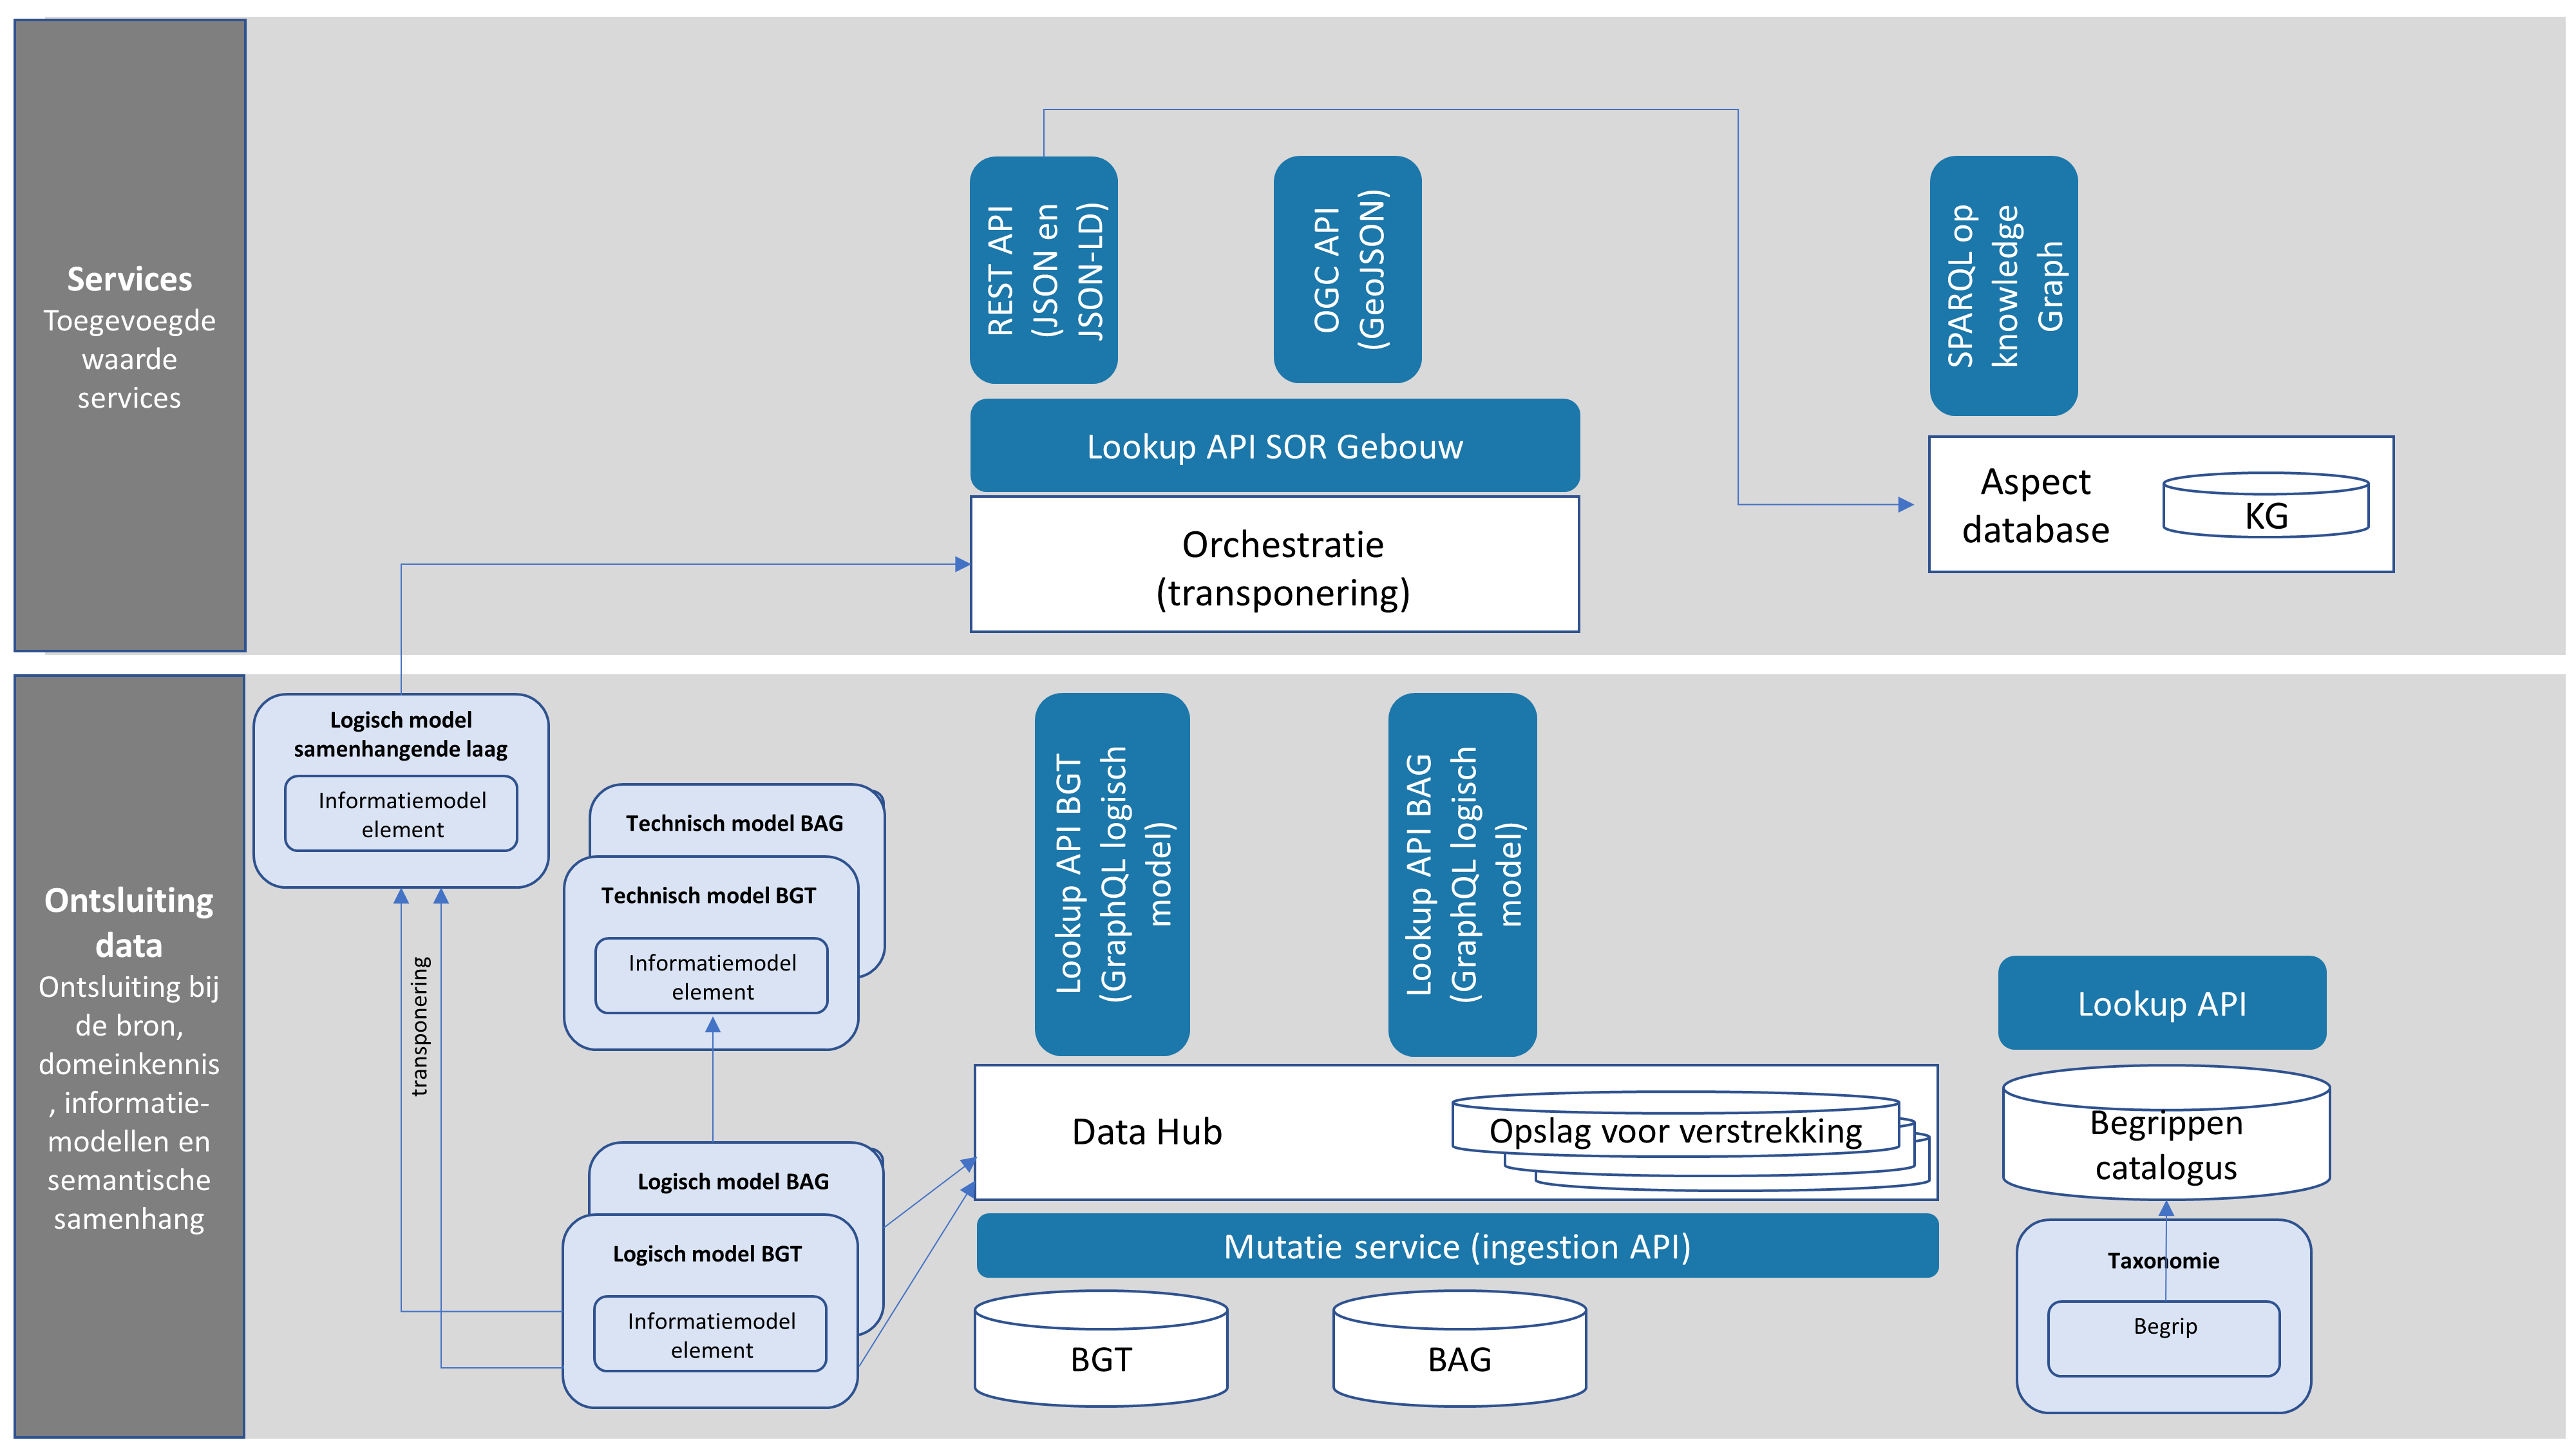 Services
Toegevoegde
waarde
services
REST API
(JSON en
JSON-LD)
OGC API
(GeoJSON)
SPARQL op
knowledge
Graph
Lookup API SOR Gebouw
Orchestratie
(transponering)
Aspect
database
KG
Ontsluiting
data
Ontsluiting bij
de bron,
domeinkennis
, informatie-
modellen en
semantische
samenhang
Logisch model
samenhangende laag
Informatiemodel
element
transponering
Technisch model BAG
Technisch model BGT
Informatiemodel
element
Logisch model BAG
Logisch model BGT
Informatiemodel
element
Lookup API BGT
(GraphQL logisch
model)
Lookup API BAG
(GraphQL logisch
model)
Data Hub
Opslag voor verstrekking
Mutatie service (ingestion API)
BGT
BAG
Lookup API
Begrippen
catalogus
Taxonomie
Begrip